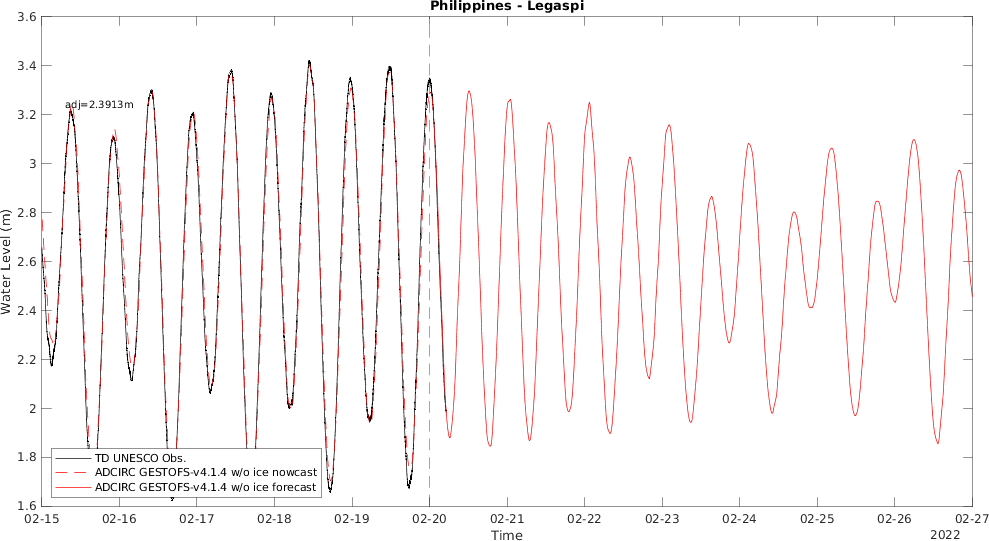 Philippines - Legaspi
3.6
3.4
3.2
3
2.8
2.6
2.4
2.2
2
1.8
1.6
Water Level (m)
adj=2.3913m
TD UNESCO Obs.
ADCIRC GESTOFS-v4.1.4 w/o ice nowcast
ADCIRC GESTOFS-v4.1.4 w/o ice forecast
02-15 02-16 02-17 02-18 02-19 02-20 02-21 02-22 02-23 02-24 02-25 02-26 02-27
Time
2022